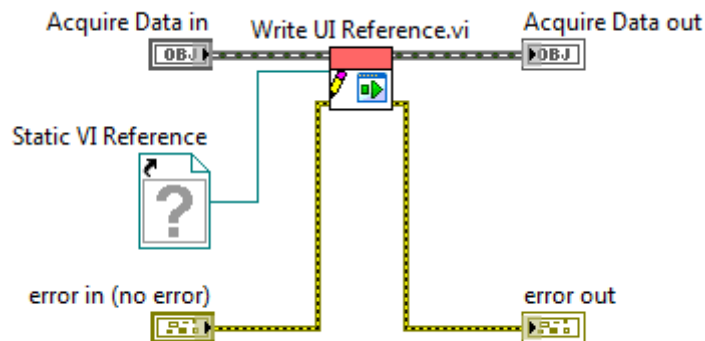 Acquire Data in
Write UI Reference.vi
Acquire Data out
OBJ
OBJ
Static VI Reference
?
error in (no error)
error out